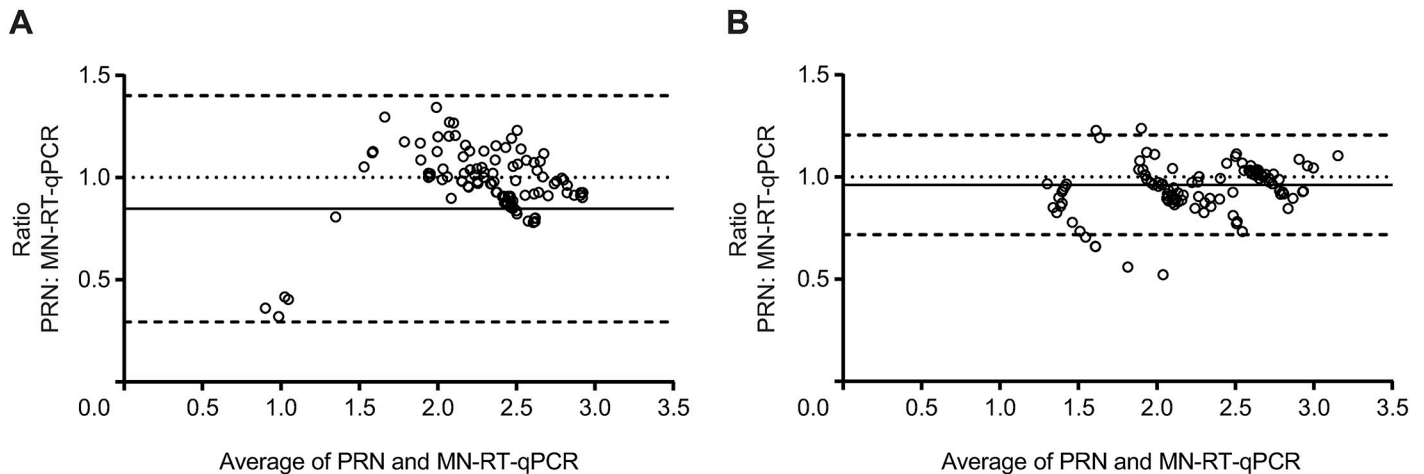 A
Ratio
PRN: MN-RT-qPCR
1.5
1.0
0.5
0.0 0.5 1.0 1.5 2.0 2.5 3.0 3.5
Average of PRN and MN-RT-qPCR
B
Ratio
PRN: MN-RT-qPCR
1.5
1.0
0.5
0.0 0.5 1.0 1.5 2.0 2.5 3.0 3.5
Average of PRN and MN-RT-qPCR